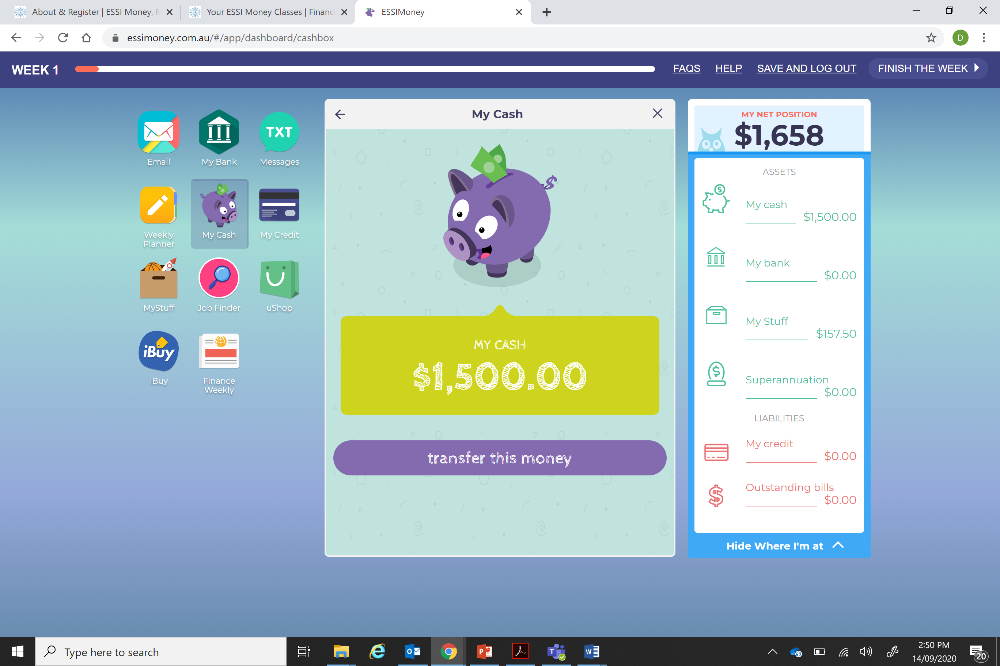 About & Register | ESSI Money, M
Your ESSI Money Classes | Financi
ESSIMoney
essimoney.com.au/#/app/dashboard/cashbox
D
WEEK 1
FAQS
HELP
SAVE AND LOG OUT
FINISH THE WEEK
Email
My Bank
TXT
Messages
Weekly
Planner
My Cash
My Credit
MyStuff
Job Finder
uShop
iBuy
iBuy
Finance
Weekly
My Cash
MY CASH
$1,500.00
transfer this money
MY NET POSITION
$1,658
ASSETS
My cash
$1,500.00
My bank
$0.00
My Stuff
$157.50
Superannuation
$0.00
LIABILITIES
My credit
$0.00
Outstanding bills
$0.00
Hide Where I'm at
Type here to search
2:50 PM
14/09/2020
20